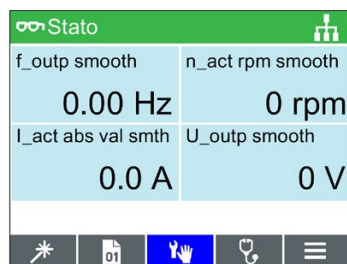 Stato
f_outp smooth
0.00 Hz
n_act rpm smooth
0 rpm
I_act abs val smth
0.0 A
U_outp smooth
0 V
01